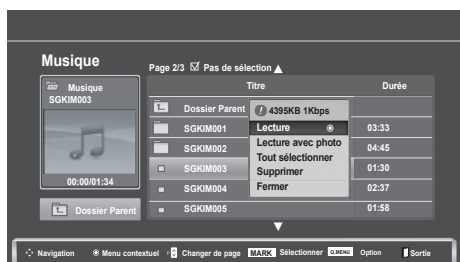 Musique
Page 2/3 Pas de sélection
Musique
SGKIM003
00:00/01:34
Dossier Parent
Titre Durée
Dossier Parent
SGKIM001 03:33
SGKIM002 04:45
SGKIM003 01:30
SGKIM004 02:37
SGKIM005 01:58
4395KB 1Kbps
Lecture
Lecture avec photo
Tout sélectionner
Supprimer
Fermer
Navigation Menu contextuel Changer de page MARK Sélectionner Q.MENU Option Sortie